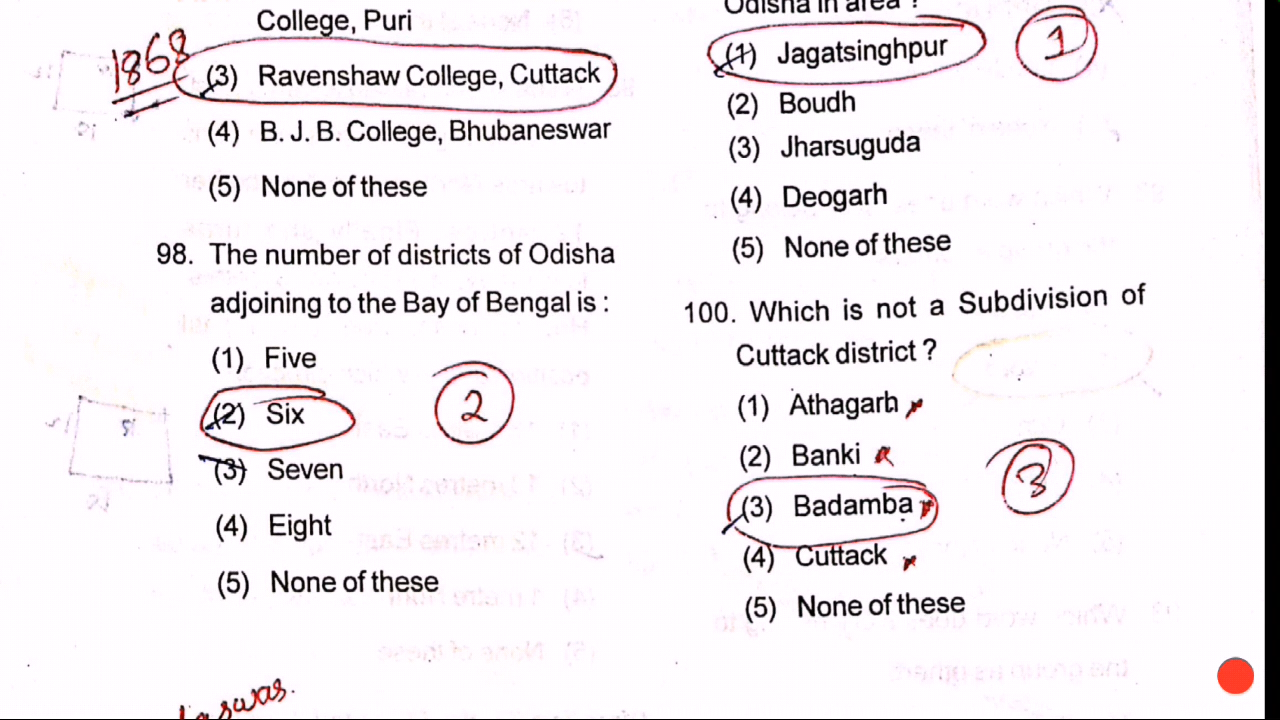 College, Puri
1868
(3) Ravenshaw College, Cuttack
(4) B. J. B. College, Bhubaneswar
(5) None of these
98. The number of districts of Odisha
adjoining to the Bay of Bengal is :
(1) Five
(2) Six
2
(3) Seven
(4) Eight
(5) None of these
Odisha in area ?
(1) Jagatsinghpur
1
(2) Boudh
(3) Jharsuguda
(4) Deogarh
(5) None of these
100. Which is not a Subdivision of
Cuttack district ?
(1) Athagarh
(2) Banki
(3) Badamba
3
(4) Cuttack
(5) None of these